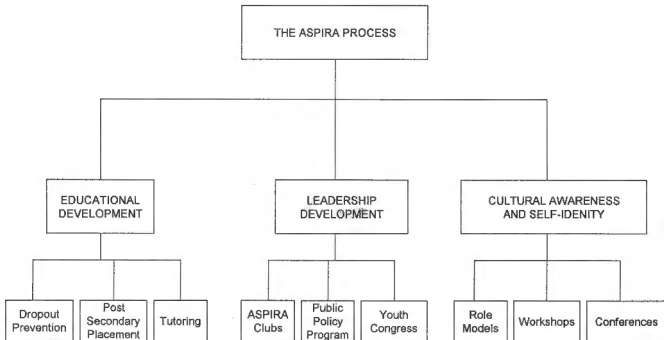 THE ASPIRA PROCESS
EDUCATIONAL
DEVELOPMENT
LEADERSHIP
DEVELOPMENT
CULTURAL AWARENESS
AND SELF-IDENITY
Dropout
Prevention
Post
Secondary
Placement
Tutoring
ASPIRA
Clubs
Public
Policy
Program
Youth
Congress
Role
Models
Workshops
Conferences